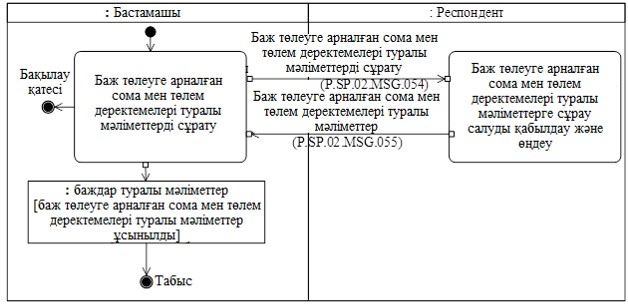 : Бастамашы
: Респондент
Баж төлеуге арналған сома мен
төлем деректемелері туралы
мәліметтерді сұрату
(P.SP.02.MSG.054)
Бақылау
қатесі
Баж төлеуге арналған
сома мен төлем
деректемелері туралы
мәліметтерді сұрату
Баж төлеуге арналған сома мен
төлем деректемелері туралы
мәліметтер
(P.SP.02.MSG.055)
Баж төлеуге арналған
сома мен төлем
деректемелері туралы
мәліметтерге сұрау
салуды қабылдау және
өңдеу
: баждар туралы мәліметтер
[баж төлеуге арналған сома мен төлем
деректемелері туралы мәліметтер
ұсынылды]
Табыс